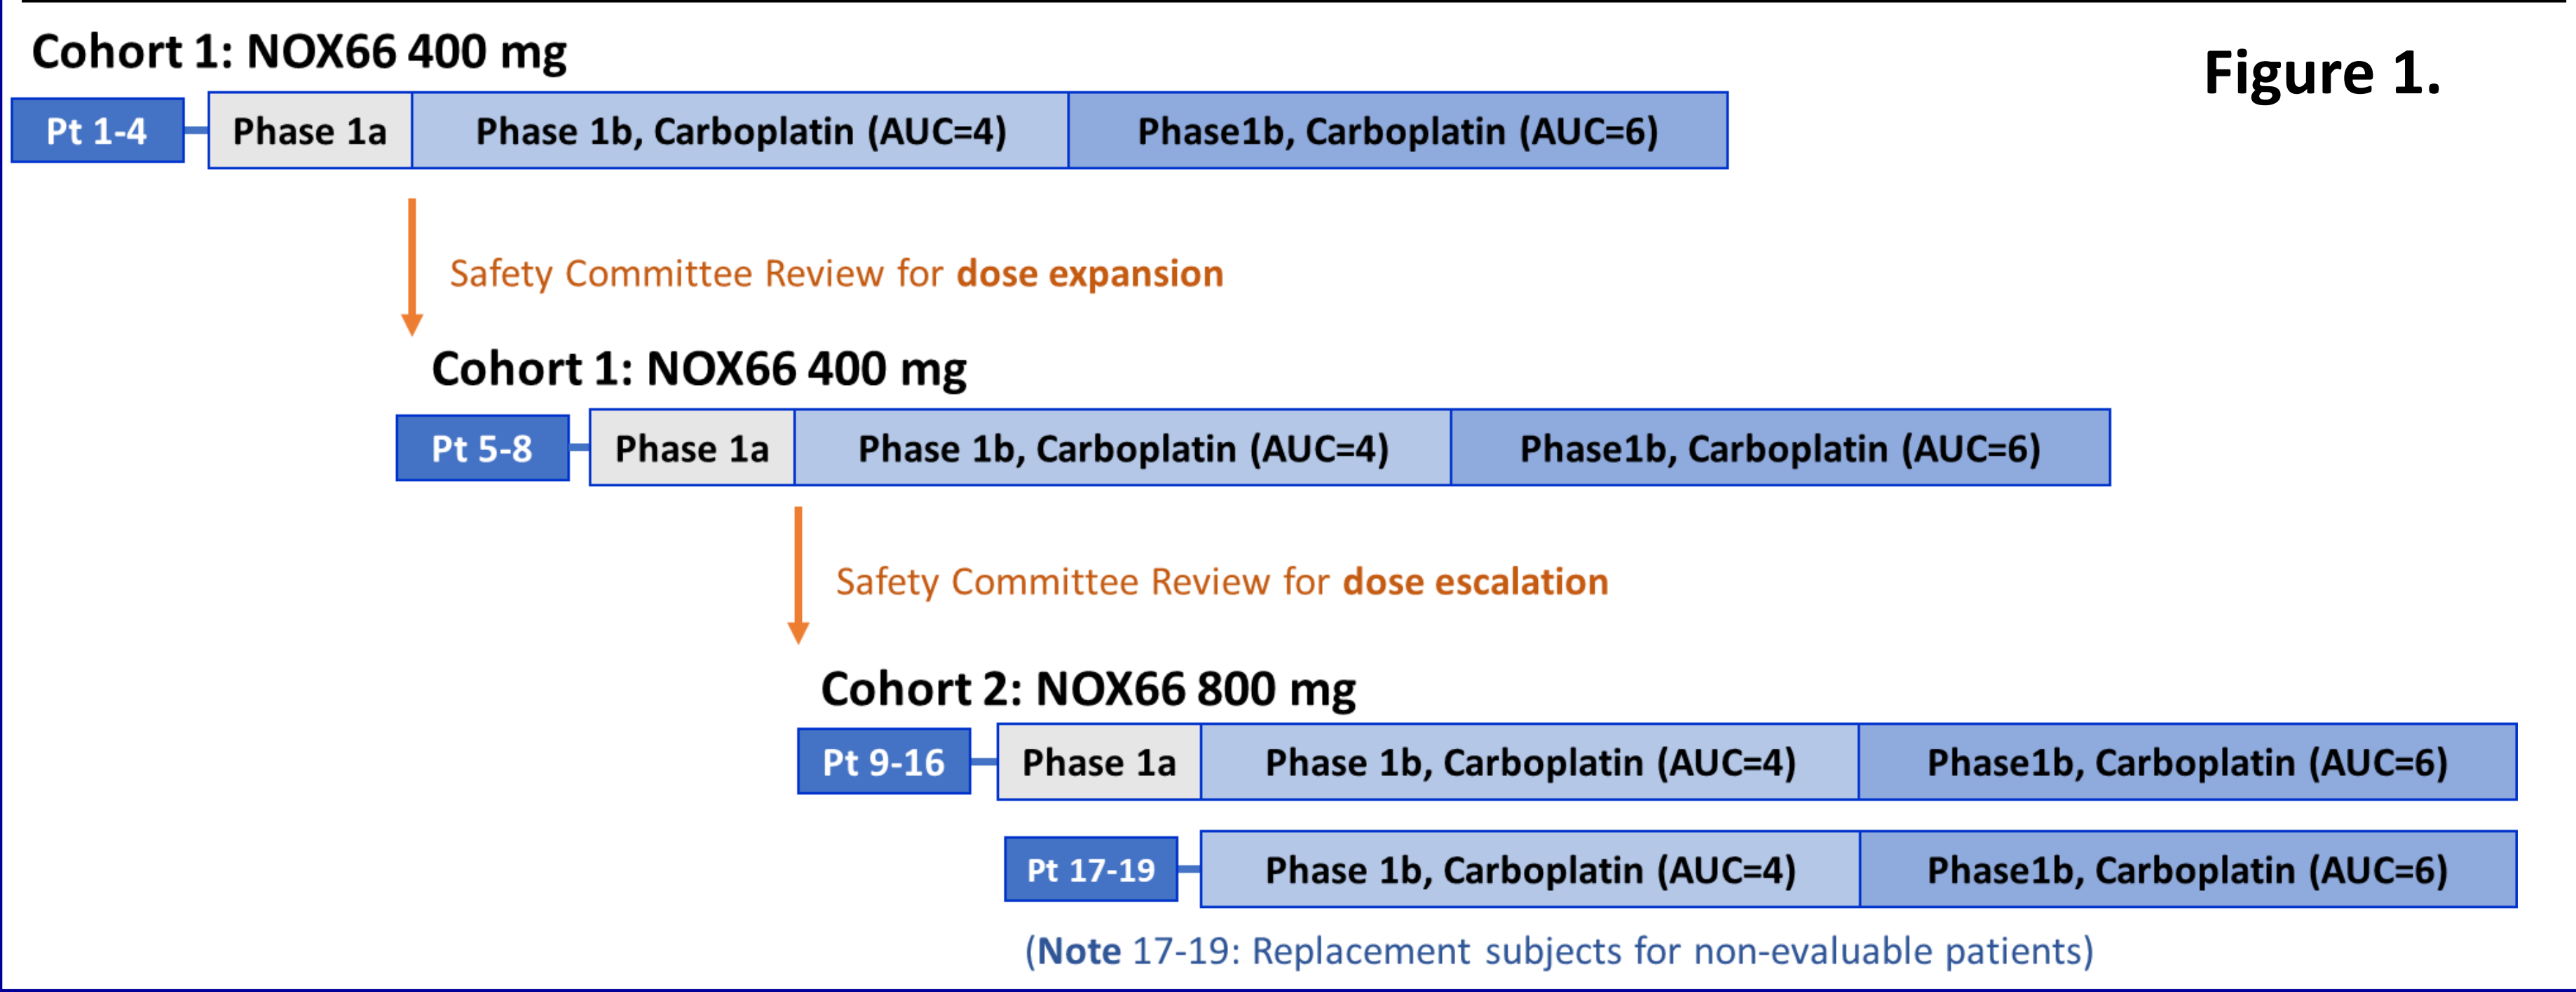 Figure 1.
Cohort 1: NOX66 400 mg
Pt 1-4 Phase 1a Phase 1b, Carboplatin (AUC=4) Phase1b, Carboplatin (AUC=6)
Safety Committee Review for dose expansion
Cohort 1: NOX66 400 mg
Pt 5-8 Phase 1a Phase 1b, Carboplatin (AUC=4) Phase1b, Carboplatin (AUC=6)
Safety Committee Review for dose escalation
Cohort 2: NOX66 800 mg
Pt 9-16 Phase 1a Phase 1b, Carboplatin (AUC=4) Phase1b, Carboplatin (AUC=6)
Pt 17-19 Phase 1b, Carboplatin (AUC=4) Phase1b, Carboplatin (AUC=6)
(Note 17-19: Replacement subjects for non-evaluable patients)